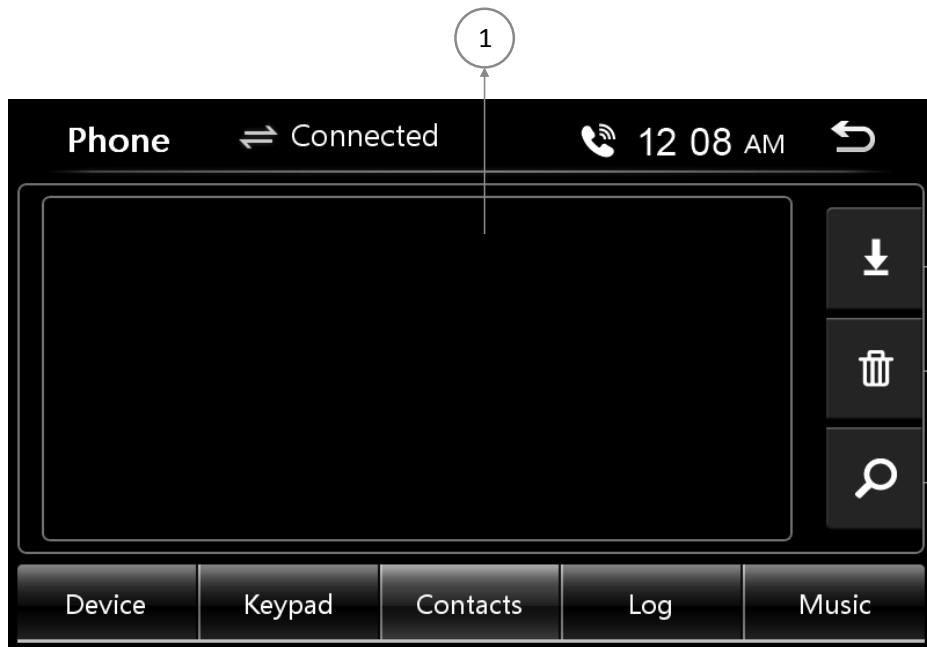 1
Phone
Connected
12 08 AM
Device
Keypad
Contacts
Log
Music